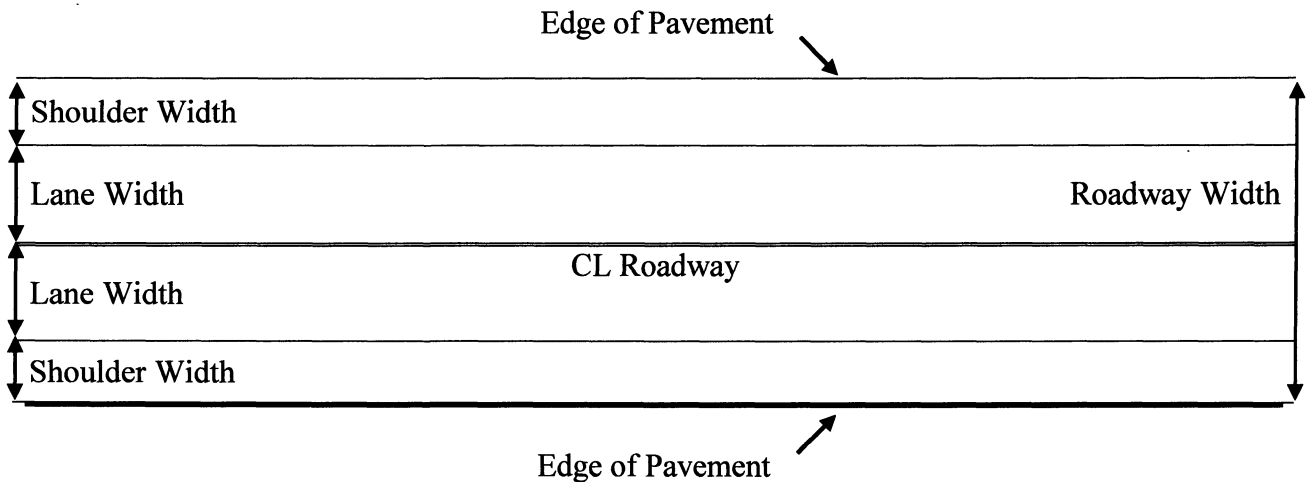 Edge of Pavement
Shoulder Width
Lane Width
Roadway Width
CL Roadway
Lane Width
Shoulder Width
Edge of Pavement